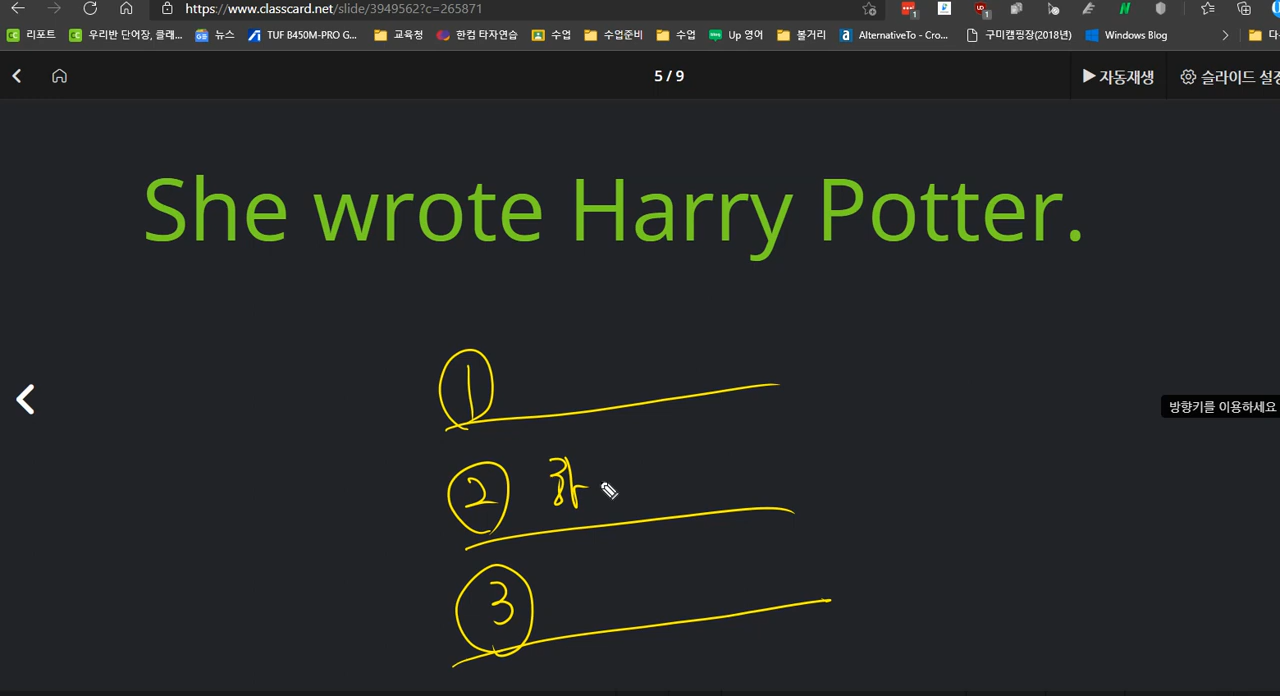 https://www.classcard.net/slide/3949562?c=265871
리포트 우리반 단어장, 클래... 뉴스 TUF B450M-PRO G... 교육청 한컴 타자연습 수업 수업준비 수업 Up 영어 볼거리 AlternativeTo - Cro... 구미캠핑장(2018년) Windows Blog
5 / 9 자동재생 슬라이드 설정
She wrote Harry Potter.
1
방향키를 이용하세요
2
3